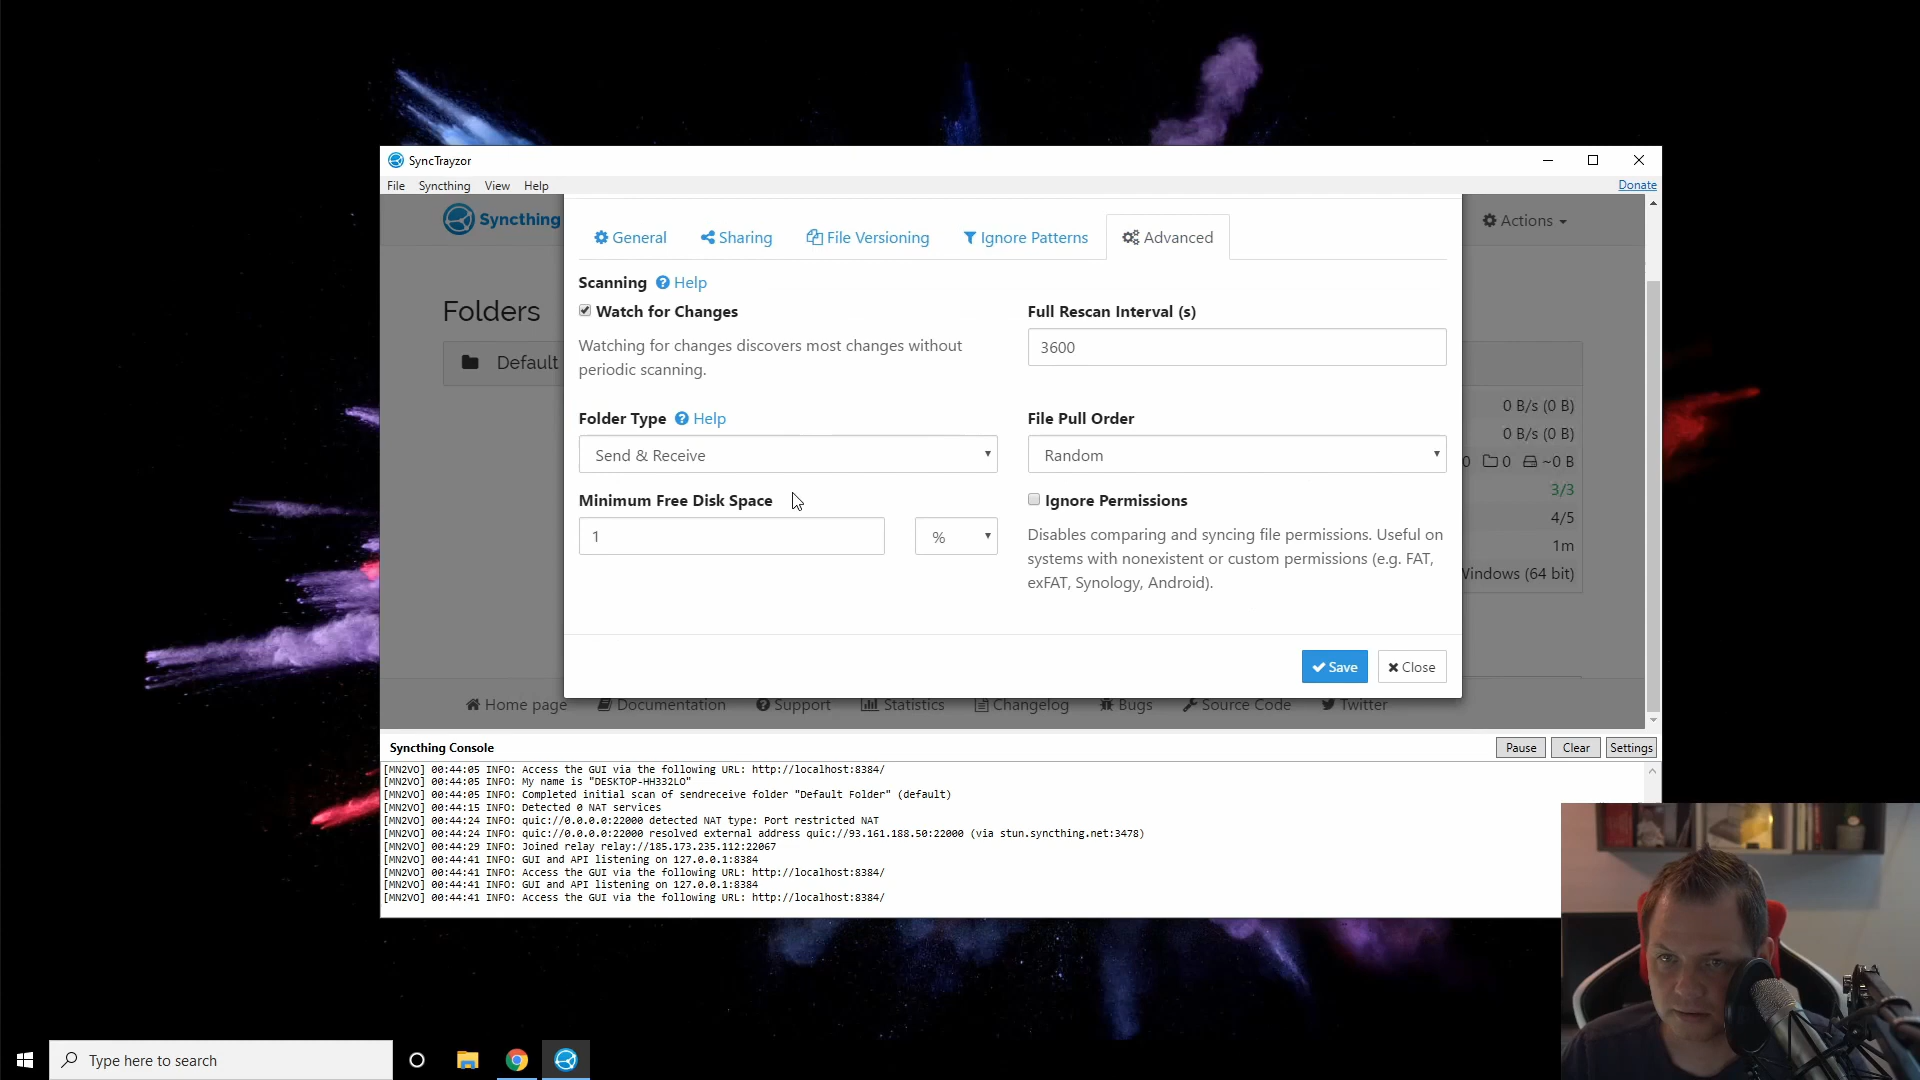 SyncTrayzor
File Syncthing View Help
Donate
Syncthing
Actions
General
Sharing
File Versioning
Ignore Patterns
Advanced
Folders
Default
Scanning Help
Watch for Changes
Watching for changes discovers most changes without
periodic scanning.
Full Rescan Interval (s)
3600
Folder Type Help
Send & Receive
File Pull Order
Random
Minimum Free Disk Space
1
%
Ignore Permissions
Disables comparing and syncing file permissions. Useful on
systems with nonexistent or custom permissions (e.g. FAT,
exFAT, Synology, Android).
0 B/s (0 B)
0 B/s (0 B)
0 0 ~0 B
3/3
4/5
1m
Windows (64 bit)
Save
Close
Home page
Documentation
Support
Statistics
Changelog
Bugs
Source Code
Twitter
Syncthing Console
Pause
Clear
Settings
[MN2VO] 00:44:05 INFO: Access the GUI via the following URL: http://localhost:8384/
[MN2VO] 00:44:05 INFO: My name is "DESKTOP-HH332LO"
[MN2VO] 00:44:05 INFO: Completed initial scan of sendreceive folder "Default Folder" (default)
[MN2VO] 00:44:15 INFO: Detected 0 NAT services
[MN2VO] 00:44:24 INFO: quic://0.0.0.0:22000 detected NAT type: Port restricted NAT
[MN2VO] 00:44:24 INFO: quic://0.0.0.0:22000 resolved external address quic://93.161.188.50:22000 (via stun.syncthing.net:3478)
[MN2VO] 00:44:29 INFO: Joined relay relay://185.173.235.112:22067
[MN2VO] 00:44:41 INFO: GUI and API listening on 127.0.0.1:8384
[MN2VO] 00:44:41 INFO: Access the GUI via the following URL: http://localhost:8384/
[MN2VO] 00:44:41 INFO: GUI and API listening on 127.0.0.1:8384
[MN2VO] 00:44:41 INFO: Access the GUI via the following URL: http://localhost:8384/
Type here to search